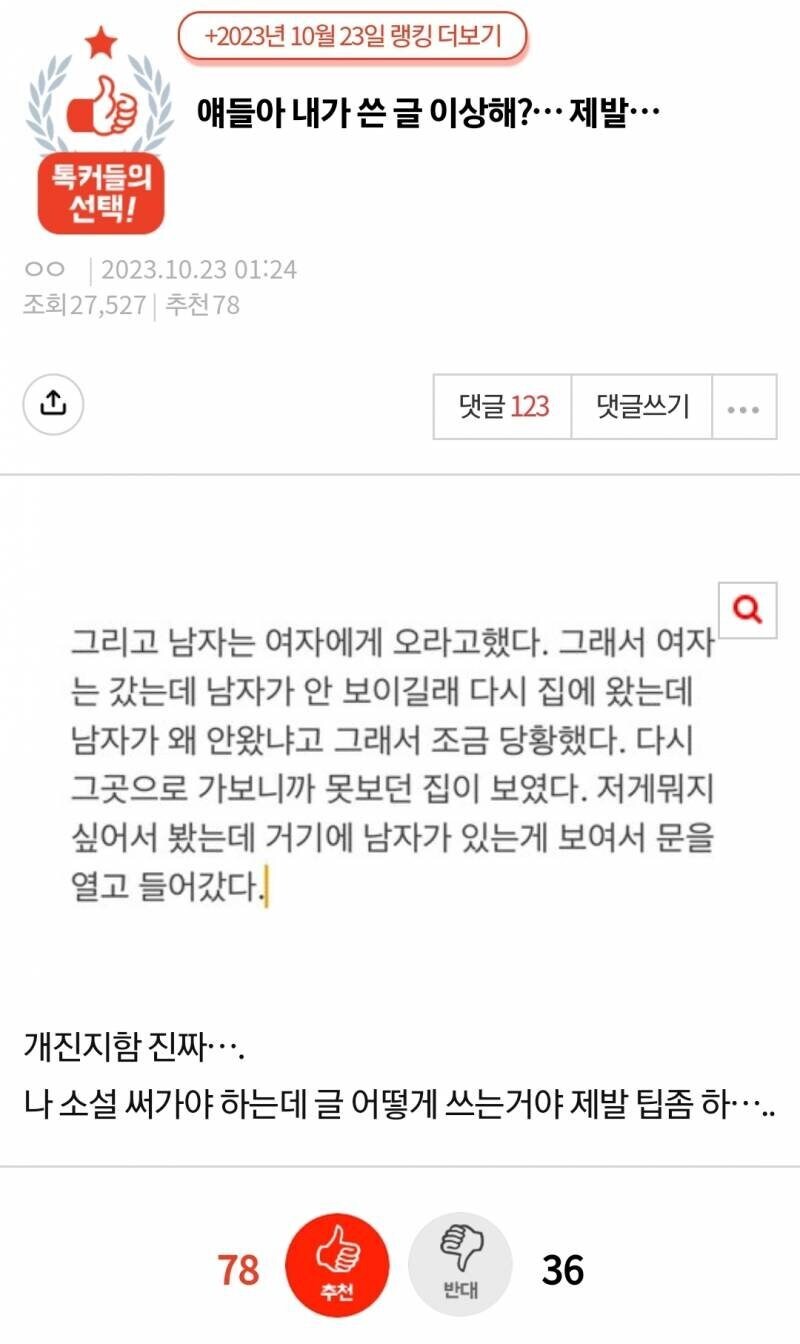 +2023년 10월 23일 랭킹 더보기
얘들아 내가 쓴 글 이상해?… 제발…
톡커들의
선택!
ㅇㅇ | 2023.10.23 01:24
조회27,527 | 추천78
댓글 123 댓글쓰기 ...
그리고 남자는 여자에게 오라고했다. 그래서 여자
는 갔는데 남자가 안 보이길래 다시 집에 왔는데
남자가 왜 안왔냐고 그래서 조금 당황했다. 다시
그곳으로 가보니까 못보던 집이 보였다. 저게뭐지
싶어서 봤는데 거기에 남자가 있는게 보여서 문을
열고 들어갔다.
개진지함 진짜….
나 소설 써가야 하는데 글 어떻게 쓰는거야 제발 팁좀 하…..
78 추천 반대 36